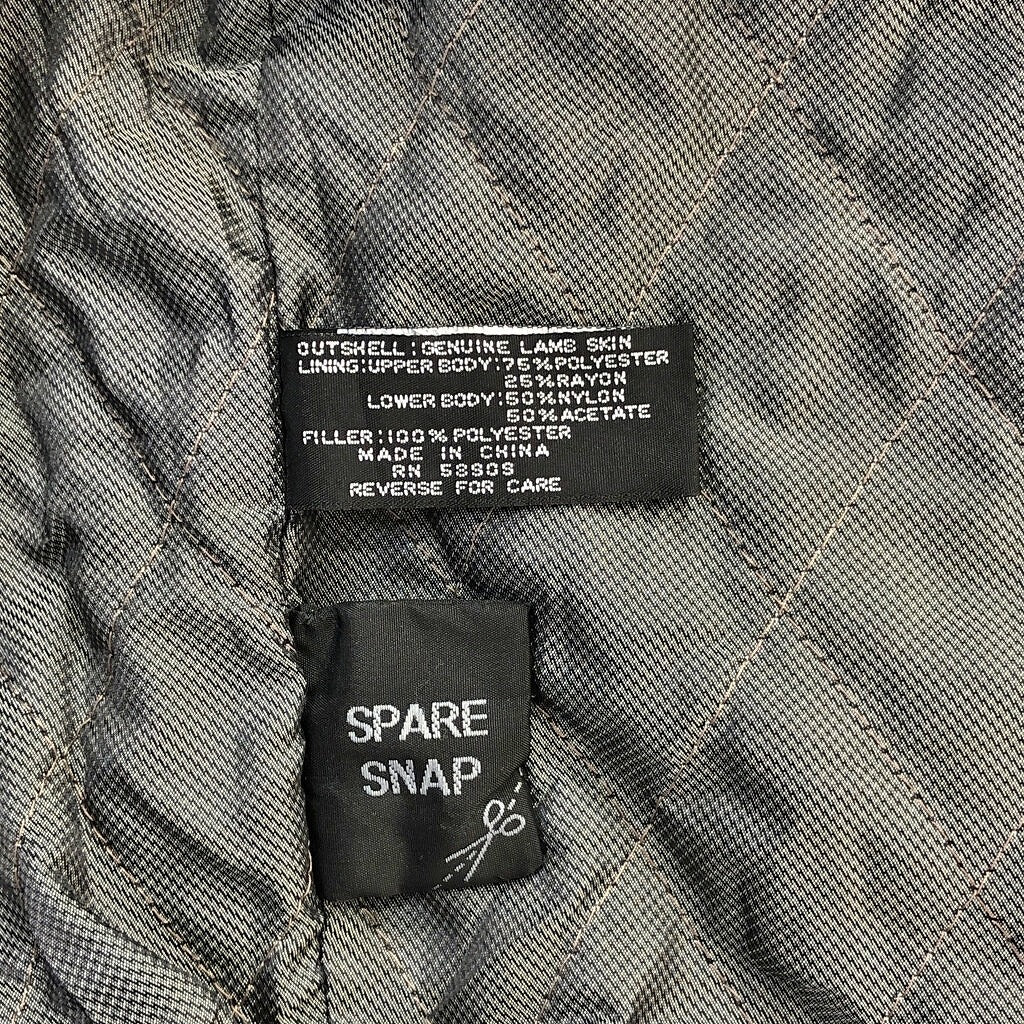 OUTSHELL:GENUINE LAMB SKIN
LINING:UPPER BODY:75%POLYESTER
25%RAYON
LOWER BODY:50%NYLON
50%ACETATE
FILLER:100%POLYESTER
MADE IN CHINA
RN
REVERSE FOR CARE
SPARE
SNAP